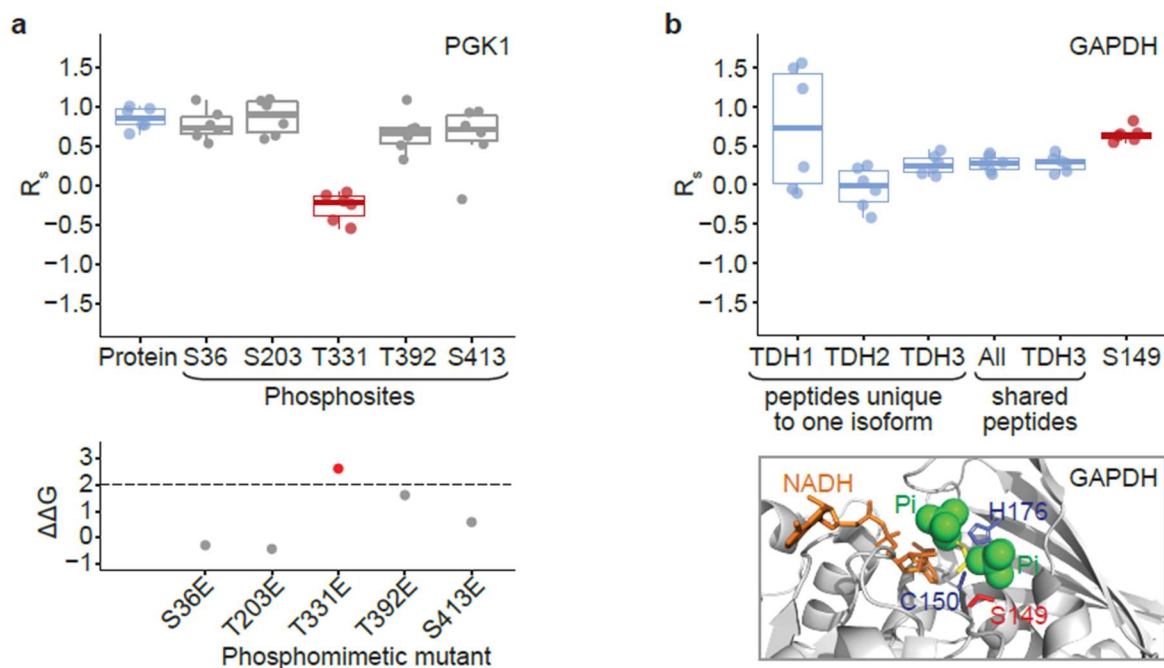 a
PGK1
1.5
1.0
0.5
0.0
−0.5
−1.0
−1.5
Rs
Protein S36 S203 T331 T392 S413
Phosphosites
3
2
1
0
−1
ΔΔG
S36E
T203E
T331E
T392E
S413E
Phosphomimetic mutant
b
GAPDH
1.5
1.0
0.5
0.0
−0.5
−1.0
−1.5
Rs
TDH1 TDH2 TDH3 All TDH3 S149
peptides unique
to one isoform
shared
peptides
GAPDH
NADH
Pi
H176
Pi
C150
S149